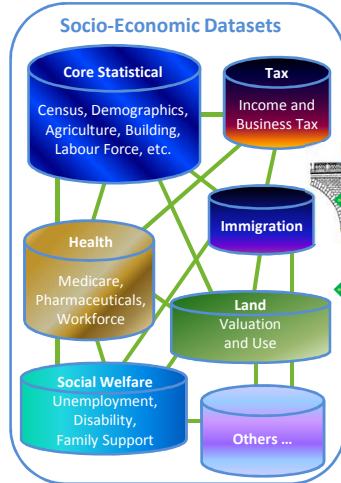 Socio-Economic Datasets
Core Statistical
Census, Demographics,
Agriculture, Building,
Labour Force, etc.
Tax
Income and
Business Tax
Immigration
Health
Medicare,
Pharmaceuticals,
Workforce
Land
Valuation
and Use
Social Welfare
Unemployment,
Disability,
Family Support
Others ...